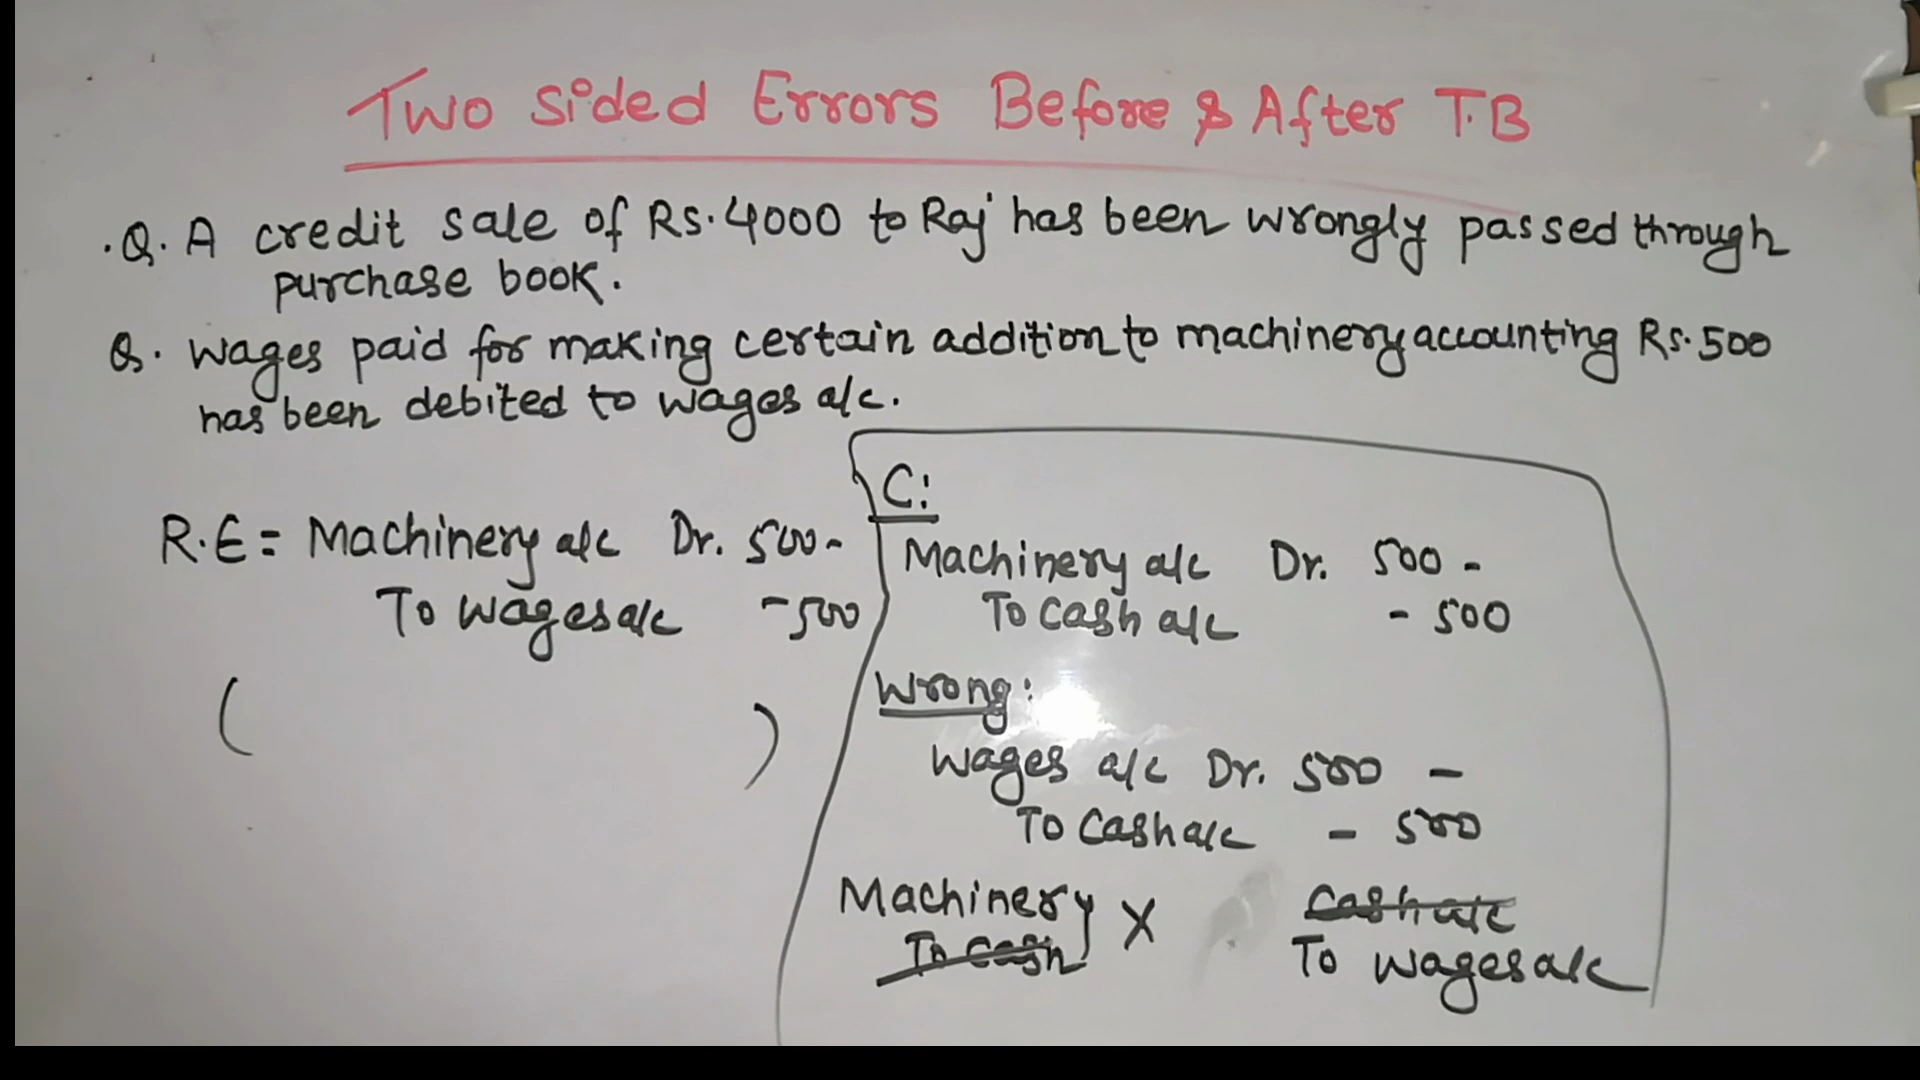 Two Sided Errors Before & After T.B
.Q. A credit sale of Rs.4000 to Raj has been wrongly passed through
purchase book.
Q. Wages paid for making certain addition to machinery accounting Rs.500
has been debited to wages a/c.
R.E = Machinery a/c Dr. 500-
To wages a/c -500
( )
C:
Machinery a/c Dr. 500 -
To Cash a/c - 500
Wrong:
Wages a/c Dr. 500 -
To Cash a/c - 500
Machinery X Cash a/c
To Cash To Wages a/c